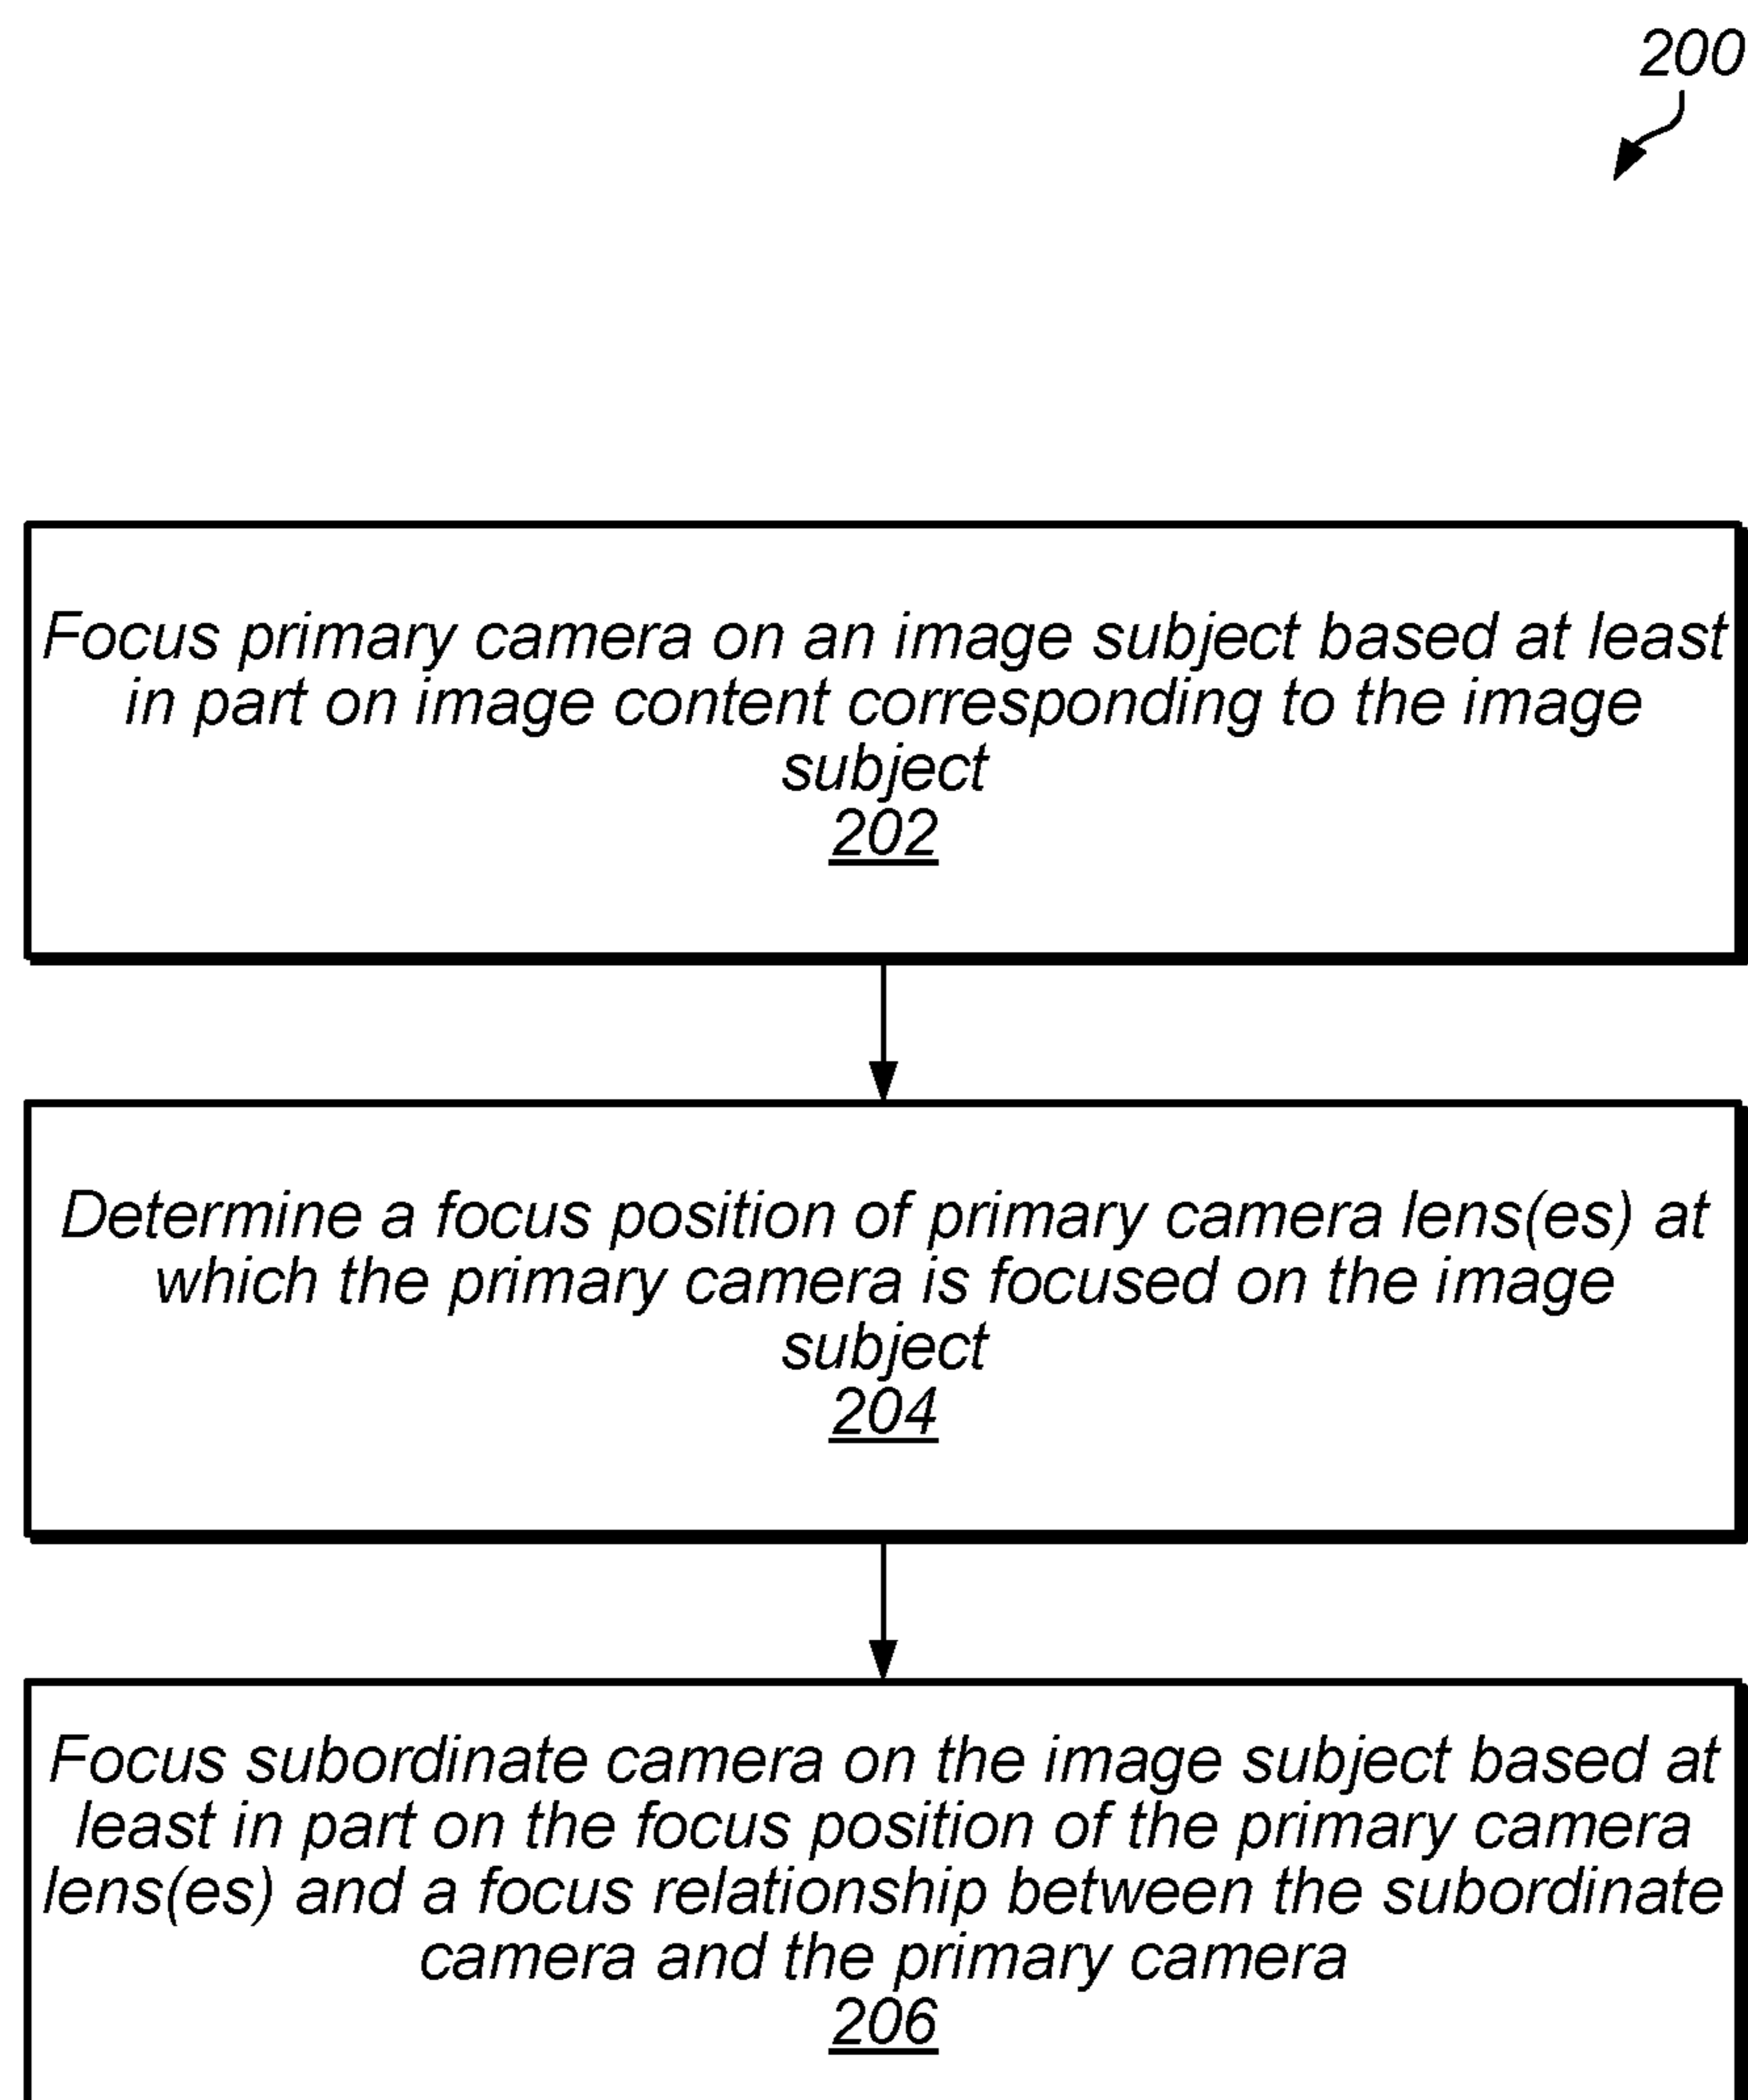 200
Focus primary camera on an image subject based at least
in part on image content corresponding to the image
subject
202
Determine a focus position of primary camera lens(es) at
which the primary camera is focused on the image
subject
204
Focus subordinate camera on the image subject based at
least in part on the focus position of the primary camera
lens(es) and a focus relationship between the subordinate
camera and the primary camera
206